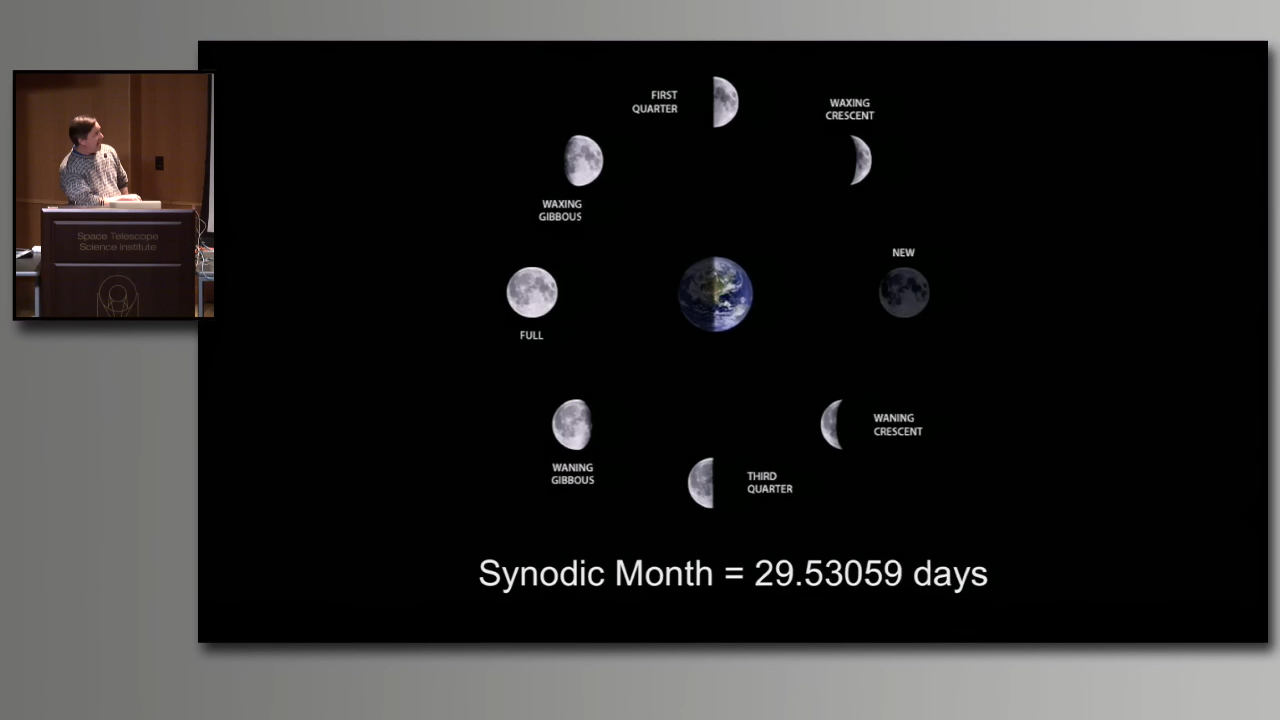 Space Telescope
Science Institute
FIRST
QUARTER
WAXING
CRESCENT
WAXING
GIBBOUS
NEW
FULL
WANING
CRESCENT
WANING
GIBBOUS
THIRD
QUARTER
Synodic Month = 29.53059 days